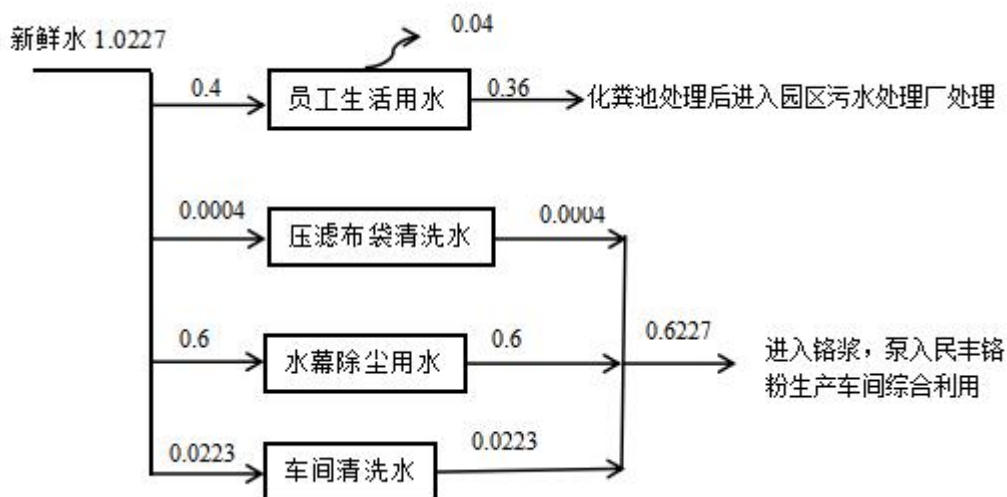 新鲜水 1.0227
0.04
0.4
员工生活用水
0.36
化粪池处理后进入园区污水处理厂处理
0.0004
压滤布袋清洗水
0.0004
0.6
水幕除尘用水
0.6
0.6227
进入铬浆，泵入民丰铬
粉生产车间综合利用
0.0223
车间清洗水
0.0223